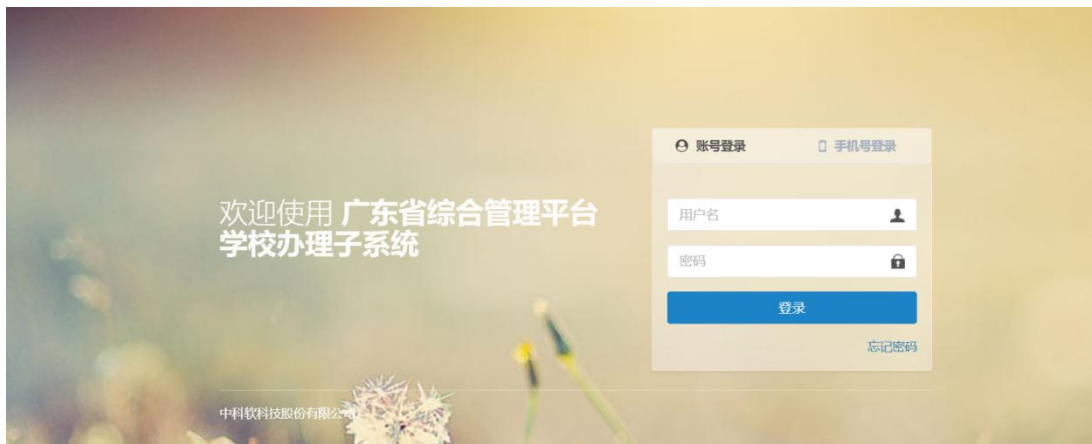 账号登录
手机号登录
欢迎使用 广东省综合管理平台
学校办理子系统
用户名
密码
登录
忘记密码
中科软科技股份有限公司